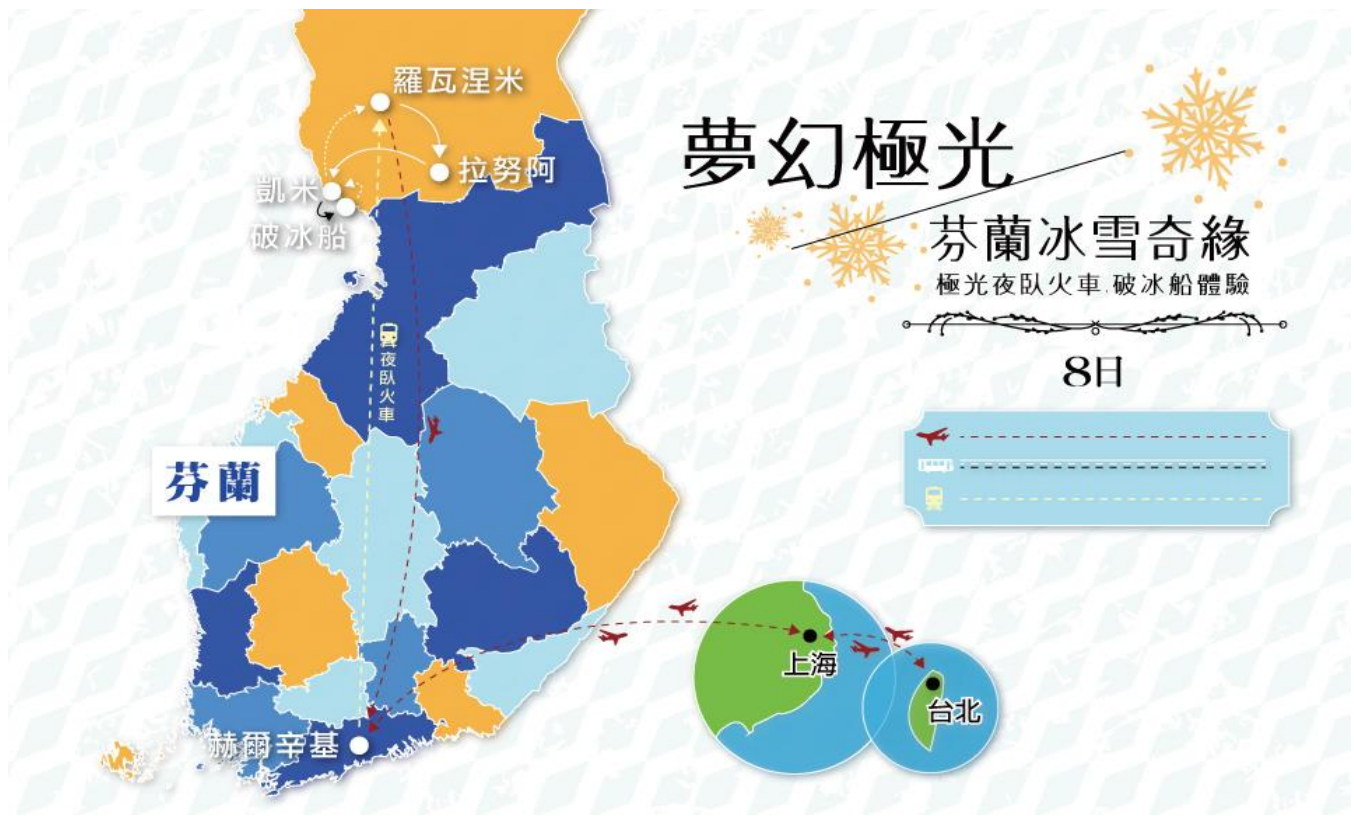 夢幻極光
芬蘭冰雪奇緣
極光夜臥火車.破冰船體驗
8日
羅瓦涅米
拉努阿
凱米
破冰船
夜臥火車
芬蘭
赫爾辛基
上海
台北